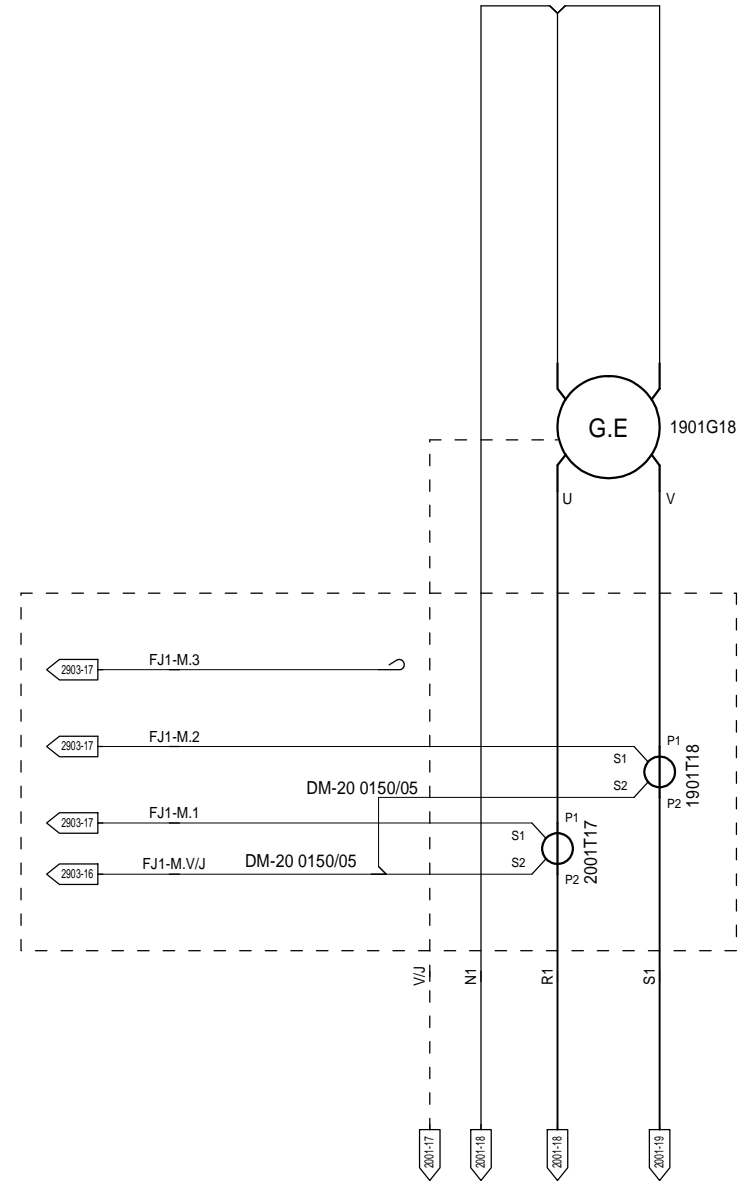 G.E
1901G18
U
V
2903-17
FJ1-M.3
2903-17
FJ1-M.2
P1
S1
S2
P2
1901T18
DM-20 0150/05
2903-17
FJ1-M.1
P1
S1
S2
P2
2001T17
2903-16
FJ1-M.V/J
DM-20 0150/05
V/J
N1
R1
S1
2001-17
2001-18
2001-18
2001-19